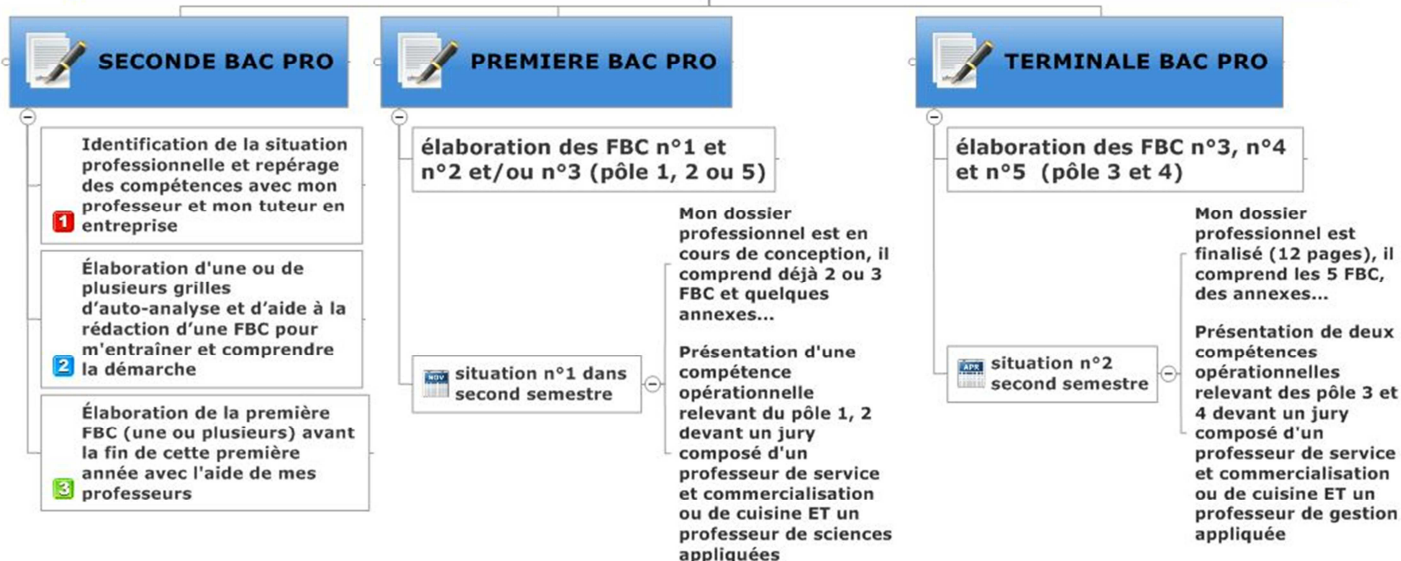 SECONDE BAC PRO
Identification de la situation
professionnelle et repérage
des compétences avec mon
professeur et mon tuteur en
1 entreprise
Élaboration d'une ou de
plusieurs grilles
d’auto-analyse et d’aide à la
rédaction d’une FBC pour
m'entraîner et comprendre
2 la démarche
Élaboration de la première
FBC (une ou plusieurs) avant
la fin de cette première
année avec l'aide de mes
3 professeurs
PREMIERE BAC PRO
élaboration des FBC n°1 et
n°2 et/ou n°3 (pôle 1, 2 ou 5)
NOV
situation n°1 dans
second semestre
Mon dossier
professionnel est en
cours de conception, il
comprend déjà 2 ou 3
FBC et quelques
annexes...
Présentation d'une
compétence
opérationnelle
relevant du pôle 1, 2
devant un jury
composé d'un
professeur de service
et commercialisation
ou de cuisine ET un
professeur de sciences
appliquées
TERMINALE BAC PRO
élaboration des FBC n°3, n°4
et n°5 (pôle 3 et 4)
APR
situation n°2
second semestre
Mon dossier
professionnel est
finalisé (12 pages), il
comprend les 5 FBC,
des annexes...
Présentation de deux
compétences
opérationnelles
relevant des pôle 3 et
4 devant un jury
composé d'un
professeur de service
et commercialisation
ou de cuisine ET un
professeur de gestion
appliquée